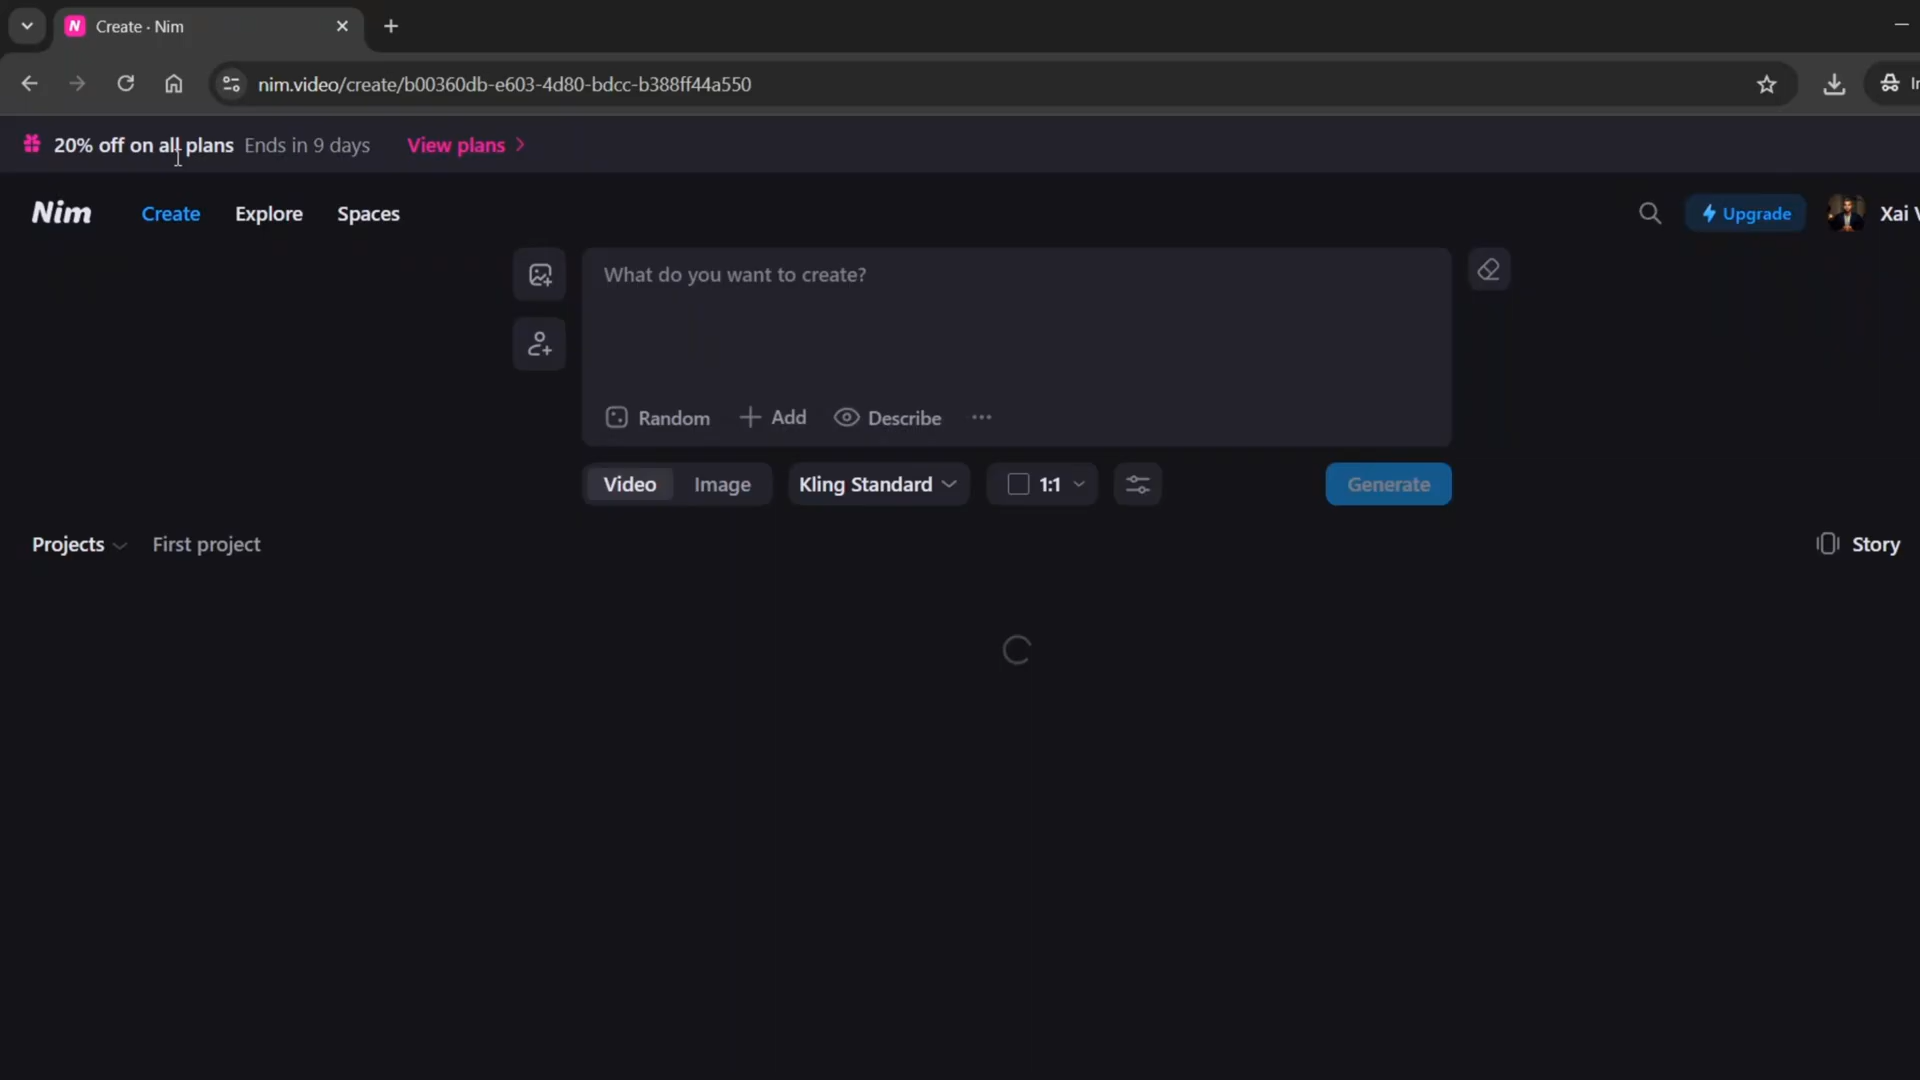 N Create · Nim
nim.video/create/b00360db-e603-4d80-bdcc-b388ff44a550
In
20% off on all plans Ends in 9 days View plans
Nim Create Explore Spaces
Upgrade Xai V
What do you want to create?
Random Add Describe ···
Video Image Kling Standard 1:1 Generate
Projects First project Story